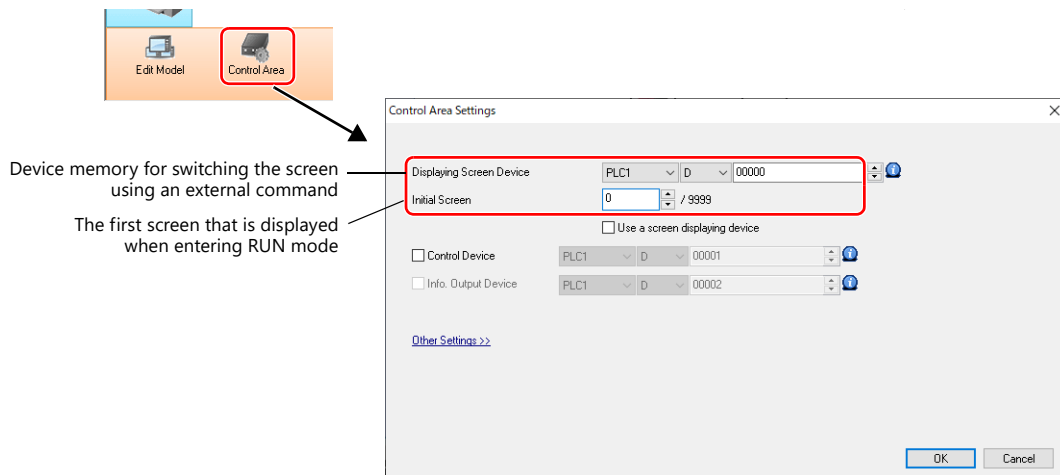 Edit Model
Control Area
Control Area Settings
Device memory for switching the screen
using an external command
The first screen that is displayed
when entering RUN mode
Displaying Screen Device PLC1 D 00000
Initial Screen 0 / 9999
Use a screen displaying device
Control Device PLC1 D 00001
Info. Output Device PLC1 D 00002
Other Settings >>
OK Cancel